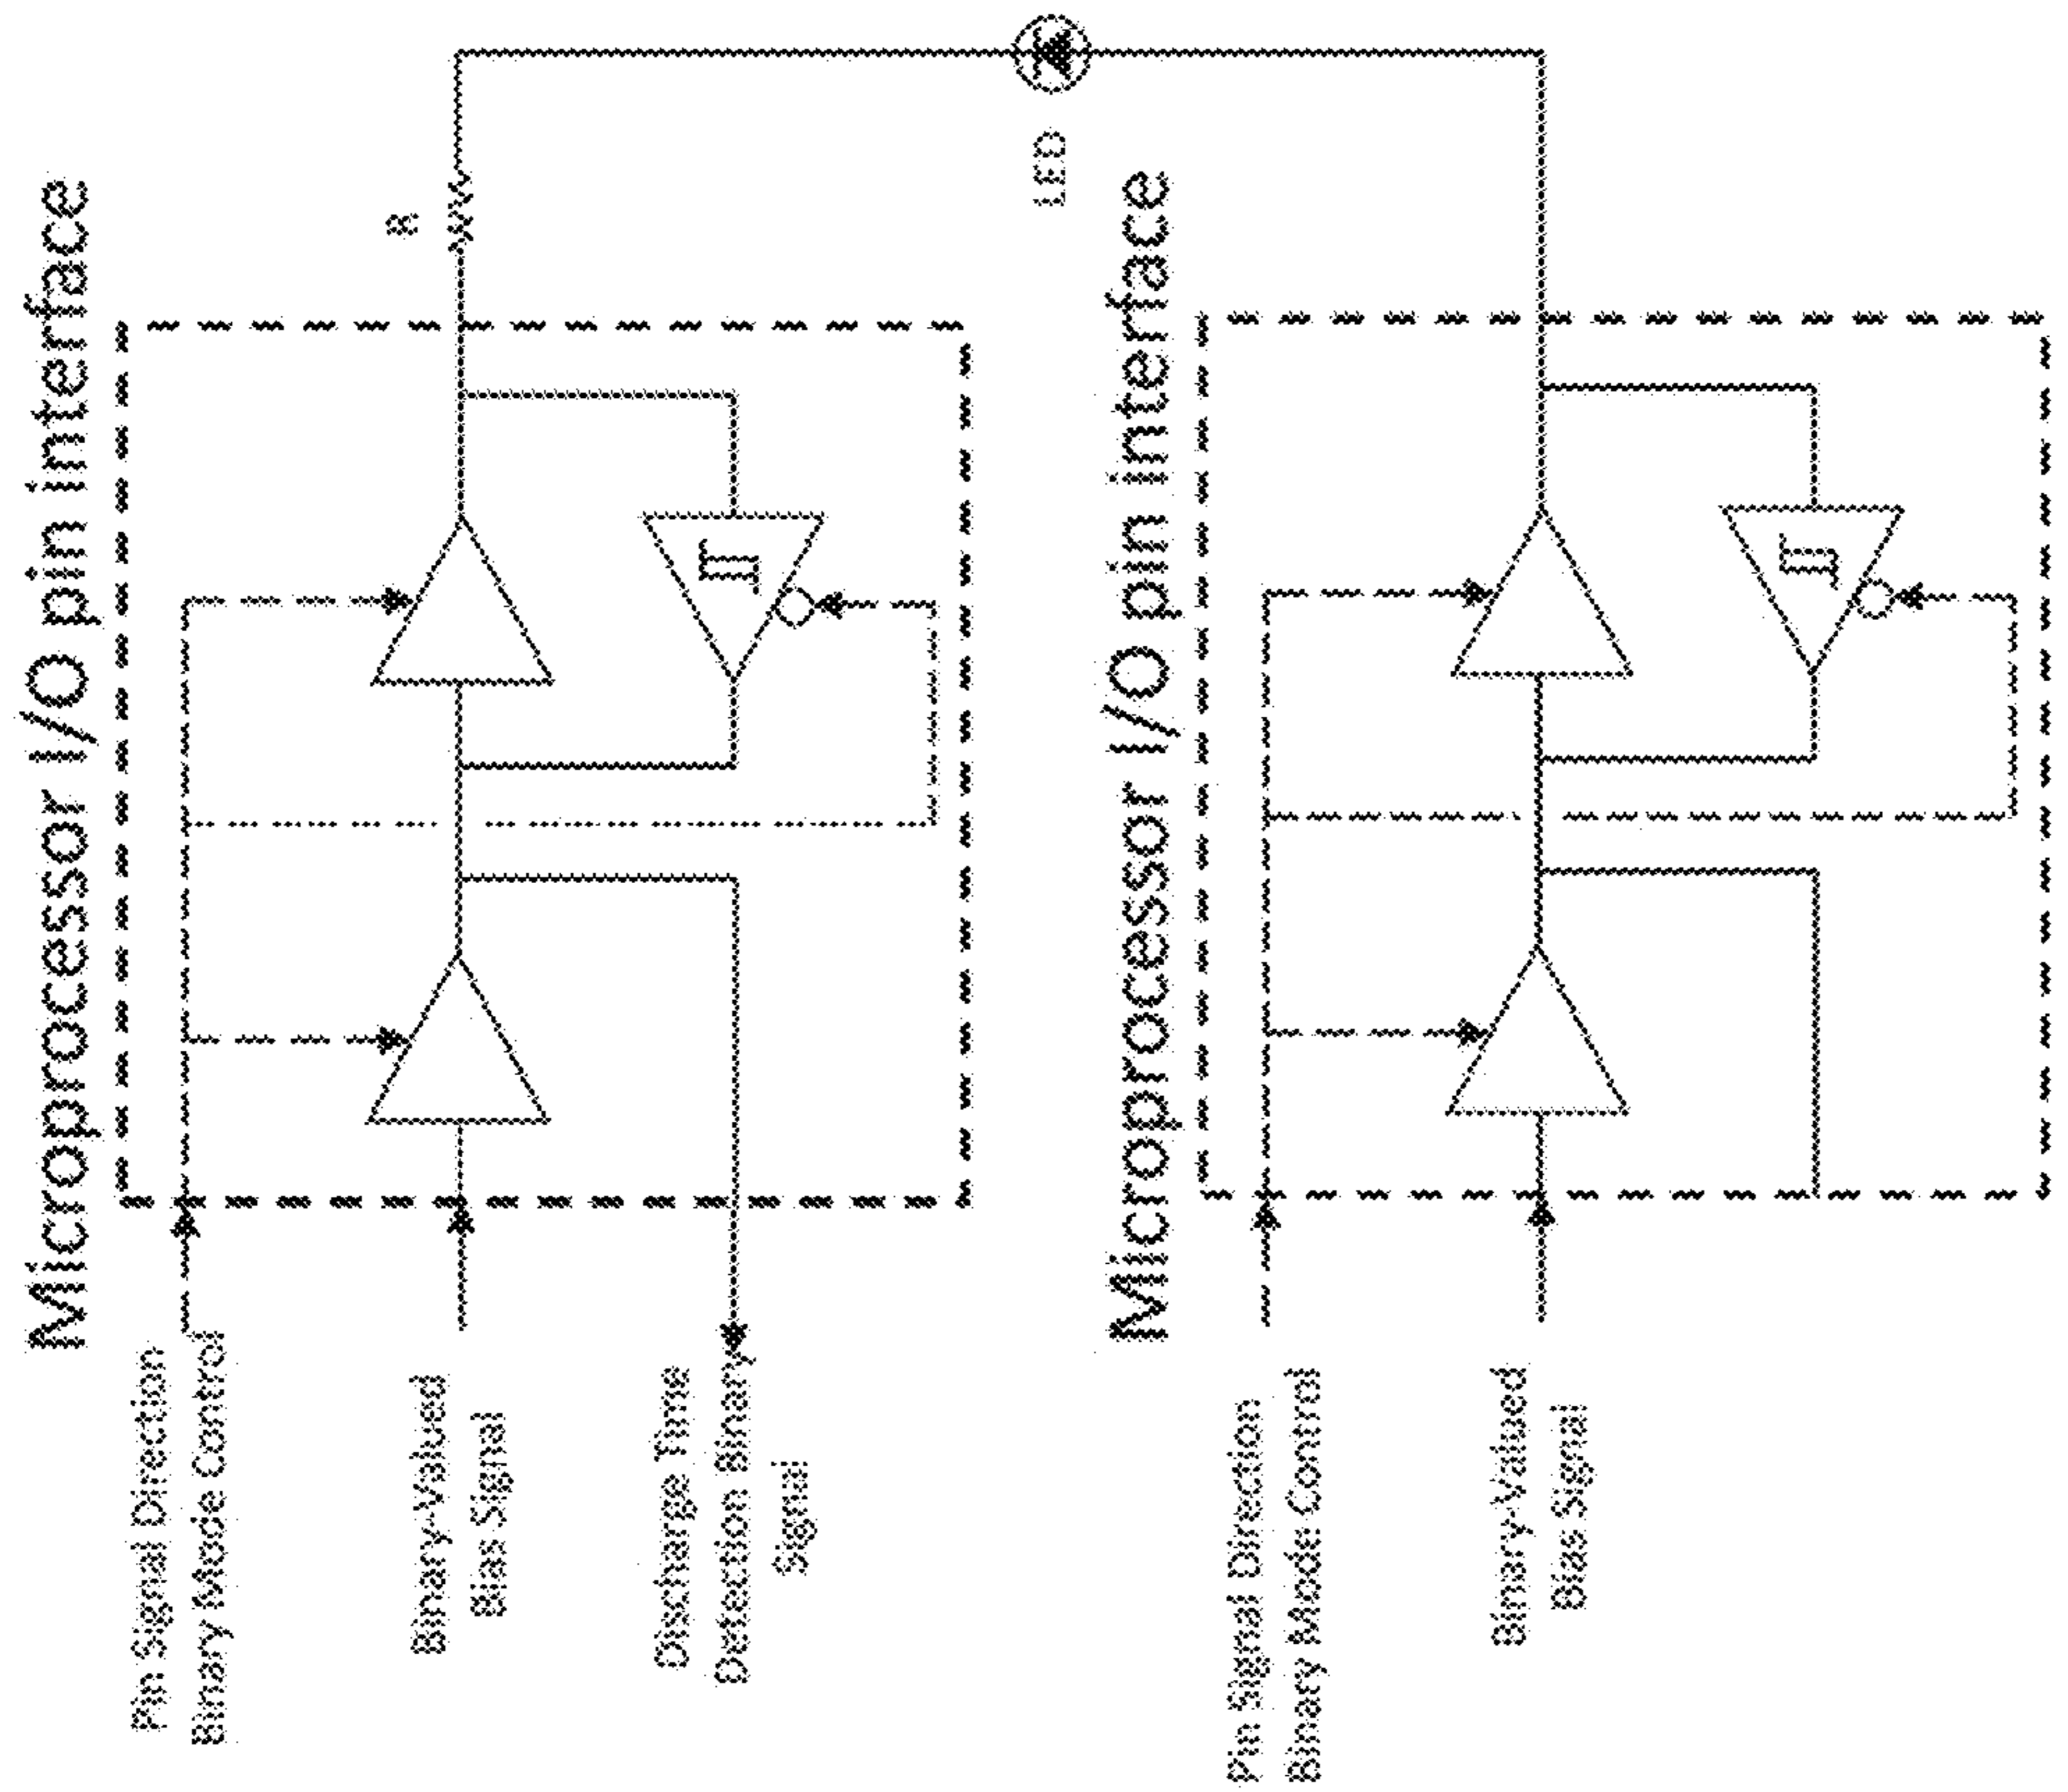 Microprocessor I/O pin interface
Pin Signal Direction
Binary Mode Control
Binary-Valued
Bias Signal
Discharge Time
Detection Binary
Signal
R
LED
Microprocessor I/O pin interface
Pin Signal Direction
Binary Mode Control
Binary-Valued
Bias Signal